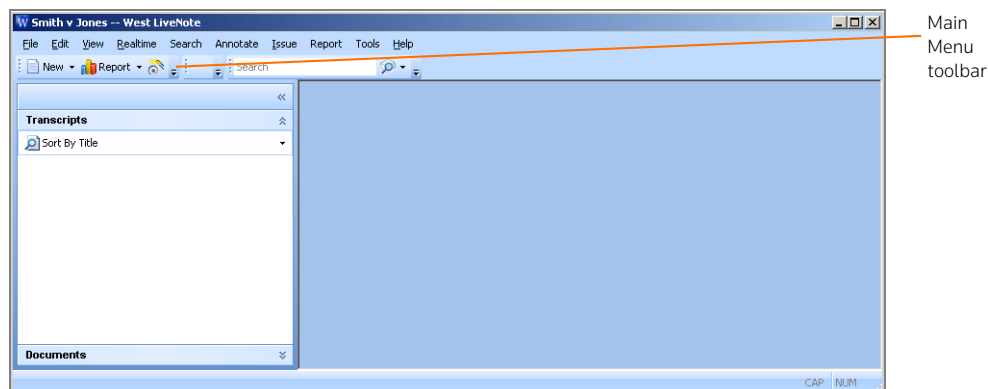 Smith v Jones -- West LiveNote
File Edit View Realtime Search Annotate Issue Report Tools Help
New Report Search
Transcripts
Sort By Title
Documents
CAP NUM
Main
Menu
toolbar